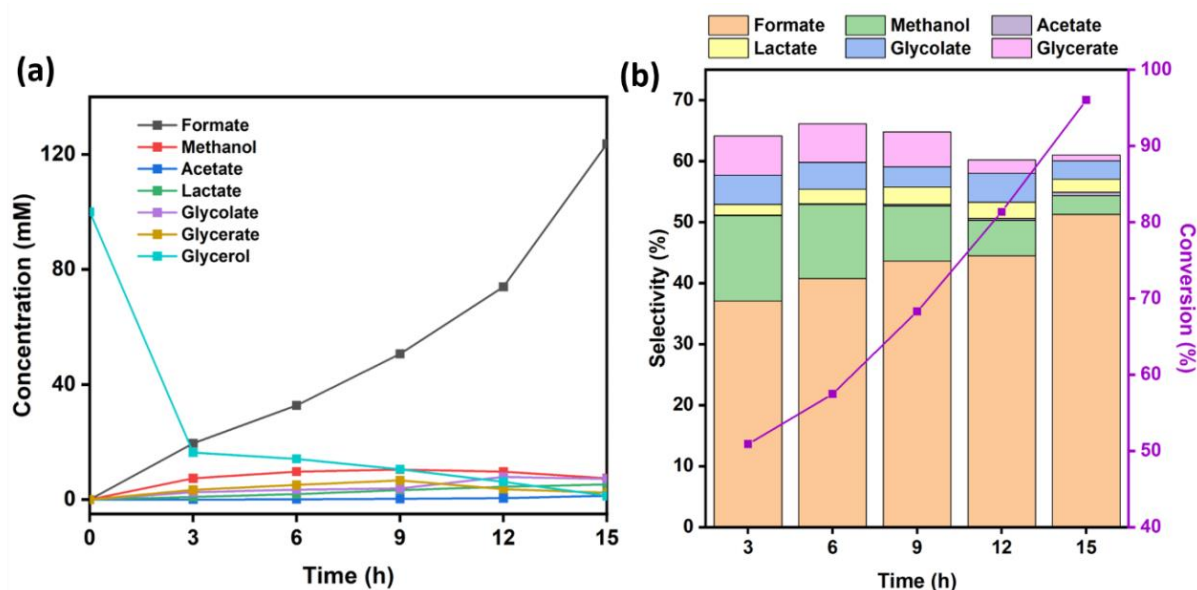 (a)
Concentration (mM)
120
80
40
0
Formate
Methanol
Acetate
Lactate
Glycolate
Glycerate
Glycerol
0 3 6 9 12 15
Time (h)
(b)
Formate Methanol Acetate
Lactate Glycolate Glycerate
Selectivity (%)
70
60
50
40
30
20
10
0
100
90
80
70
60
50
40
Conversion (%)
3 6 9 12 15
Time (h)